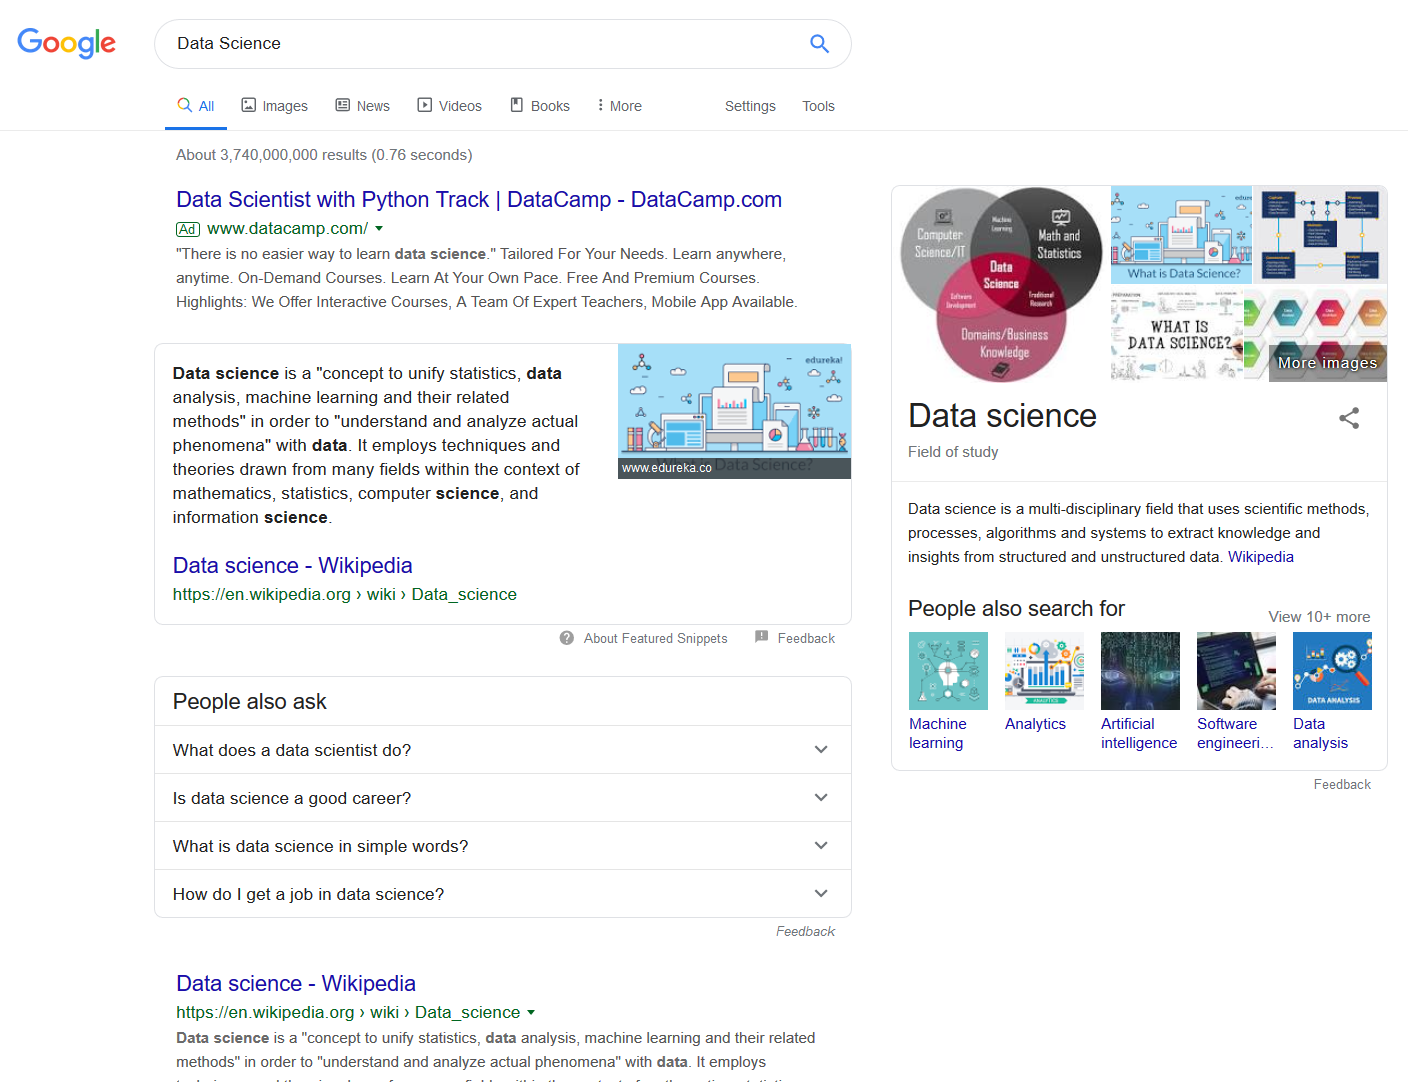 Google
Data Science
All
Images
News
Videos
Books
More
Settings
Tools
About 3,740,000,000 results (0.76 seconds)
Data Scientist with Python Track | DataCamp - DataCamp.com
Ad www.datacamp.com/
"There is no easier way to learn data science." Tailored For Your Needs. Learn anywhere,
anytime. On-Demand Courses. Learn At Your Own Pace. Free And Premium Courses.
Highlights: We Offer Interactive Courses, A Team Of Expert Teachers, Mobile App Available.
Data science is a "concept to unify statistics, data
analysis, machine learning and their related
methods" in order to "understand and analyze actual
phenomena" with data. It employs techniques and
theories drawn from many fields within the context of
mathematics, statistics, computer science, and
information science.
edureka!
www.edureka.co
Data science - Wikipedia
https://en.wikipedia.org › wiki › Data_science
About Featured Snippets
Feedback
People also ask
What does a data scientist do?
Is data science a good career?
What is data science in simple words?
How do I get a job in data science?
Feedback
Data science - Wikipedia
https://en.wikipedia.org › wiki › Data_science
Data science is a "concept to unify statistics, data analysis, machine learning and their related
methods" in order to "understand and analyze actual phenomena" with data. It employs
Computer
Science/IT
Machine
Learning
Math and
Statistics
Data
Science
Software
Development
Traditional
Research
Domains/Business
Knowledge
What is Data Science?
WHAT IS
DATA SCIENCE?
More images
Data science
Field of study
Data science is a multi-disciplinary field that uses scientific methods,
processes, algorithms and systems to extract knowledge and
insights from structured and unstructured data. Wikipedia
People also search for
View 10+ more
ANALYTICS
DATA ANALYSIS
Machine
learning
Analytics
Artificial
intelligence
Software
engineeri...
Data
analysis
Feedback